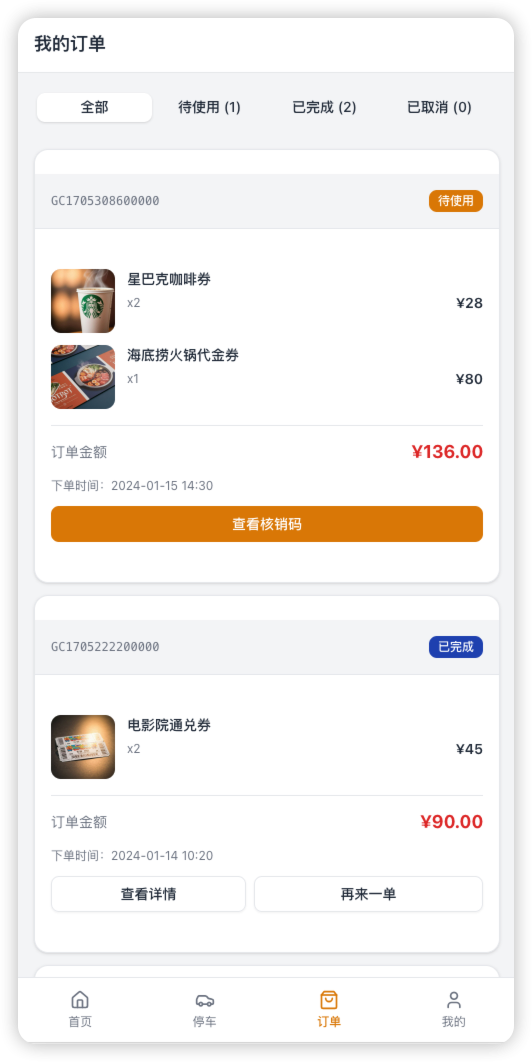 我的订单
全部 待使用 (1) 已完成 (2) 已取消 (0)
GC1705308600000 待使用
星巴克咖啡券
x2 ¥28
海底捞火锅代金券
x1 ¥80
订单金额 ¥136.00
下单时间：2024-01-15 14:30
查看核销码
GC1705222200000 已完成
电影院通兑券
x2 ¥45
订单金额 ¥90.00
下单时间：2024-01-14 10:20
查看详情 再来一单
首页 停车 订单 我的